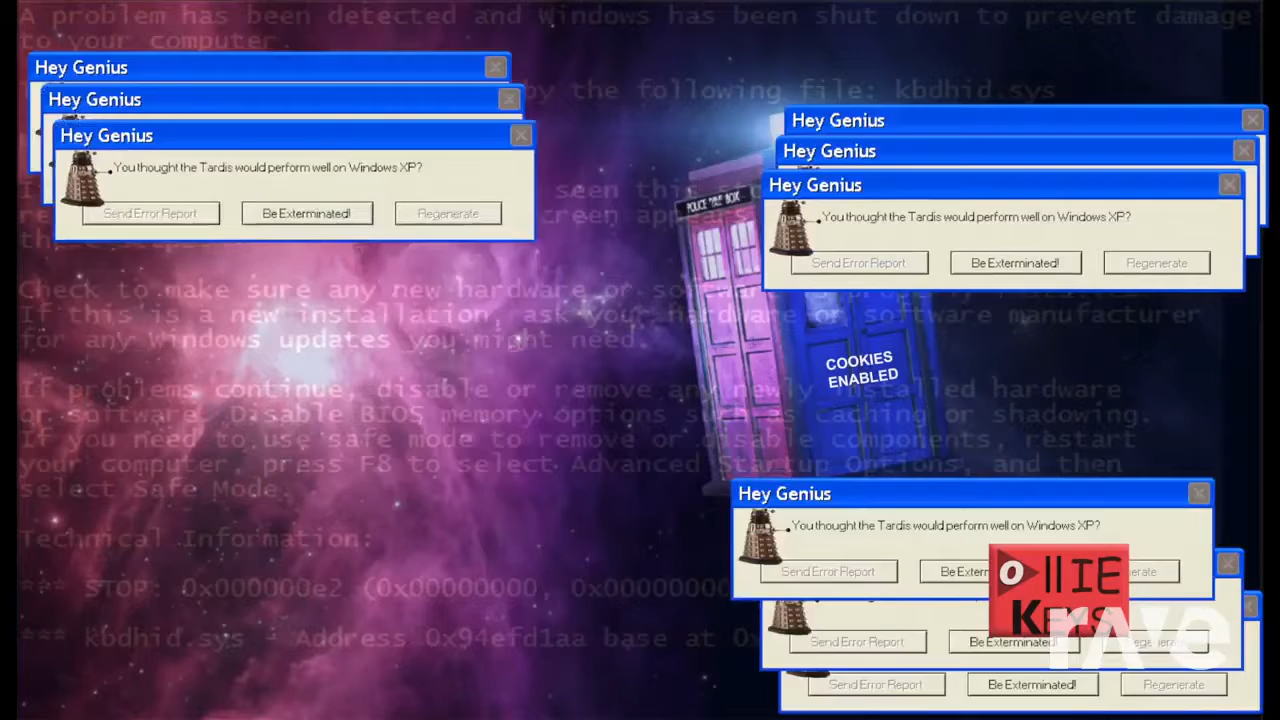 A problem has been detected and Windows has been shut down to prevent damage
to your computer.
Hey Genius
by the following file: kbdhid.sys
Hey Genius
Hey Genius
You thought the Tardis would perform well on Windows XP?
Send Error Report
Be Exterminated!
Regenerate
Hey Genius
Hey Genius
Hey Genius
You thought the Tardis would perform well on Windows XP?
Send Error Report
Be Exterminated!
Regenerate
seen this
POLICE BOX
Check to make sure any new hardware or
If this is a new installation, ask your hardware or software manufacturer
for any Windows updates you might need.
COOKIES
ENABLED
If problems continue, disable or remove any newly installed hardware
or software. Disable BIOS memory options such as caching or shadowing.
If you need to use safe mode to remove or disable components, restart
your computer, press F8 to select Advanced Startup Options, and then
select Safe Mode.
Hey Genius
You thought the Tardis would perform well on Windows XP?
Send Error Report
Be Exterm
Technical Information:
OllIE
KEYS
rave
*** STOP:
Send Error Report
Be Exterminated!
*** kbdhid.sys - Address 0x94efd1aa base at
Send Error Report
Be Exterminated!
Regenerate